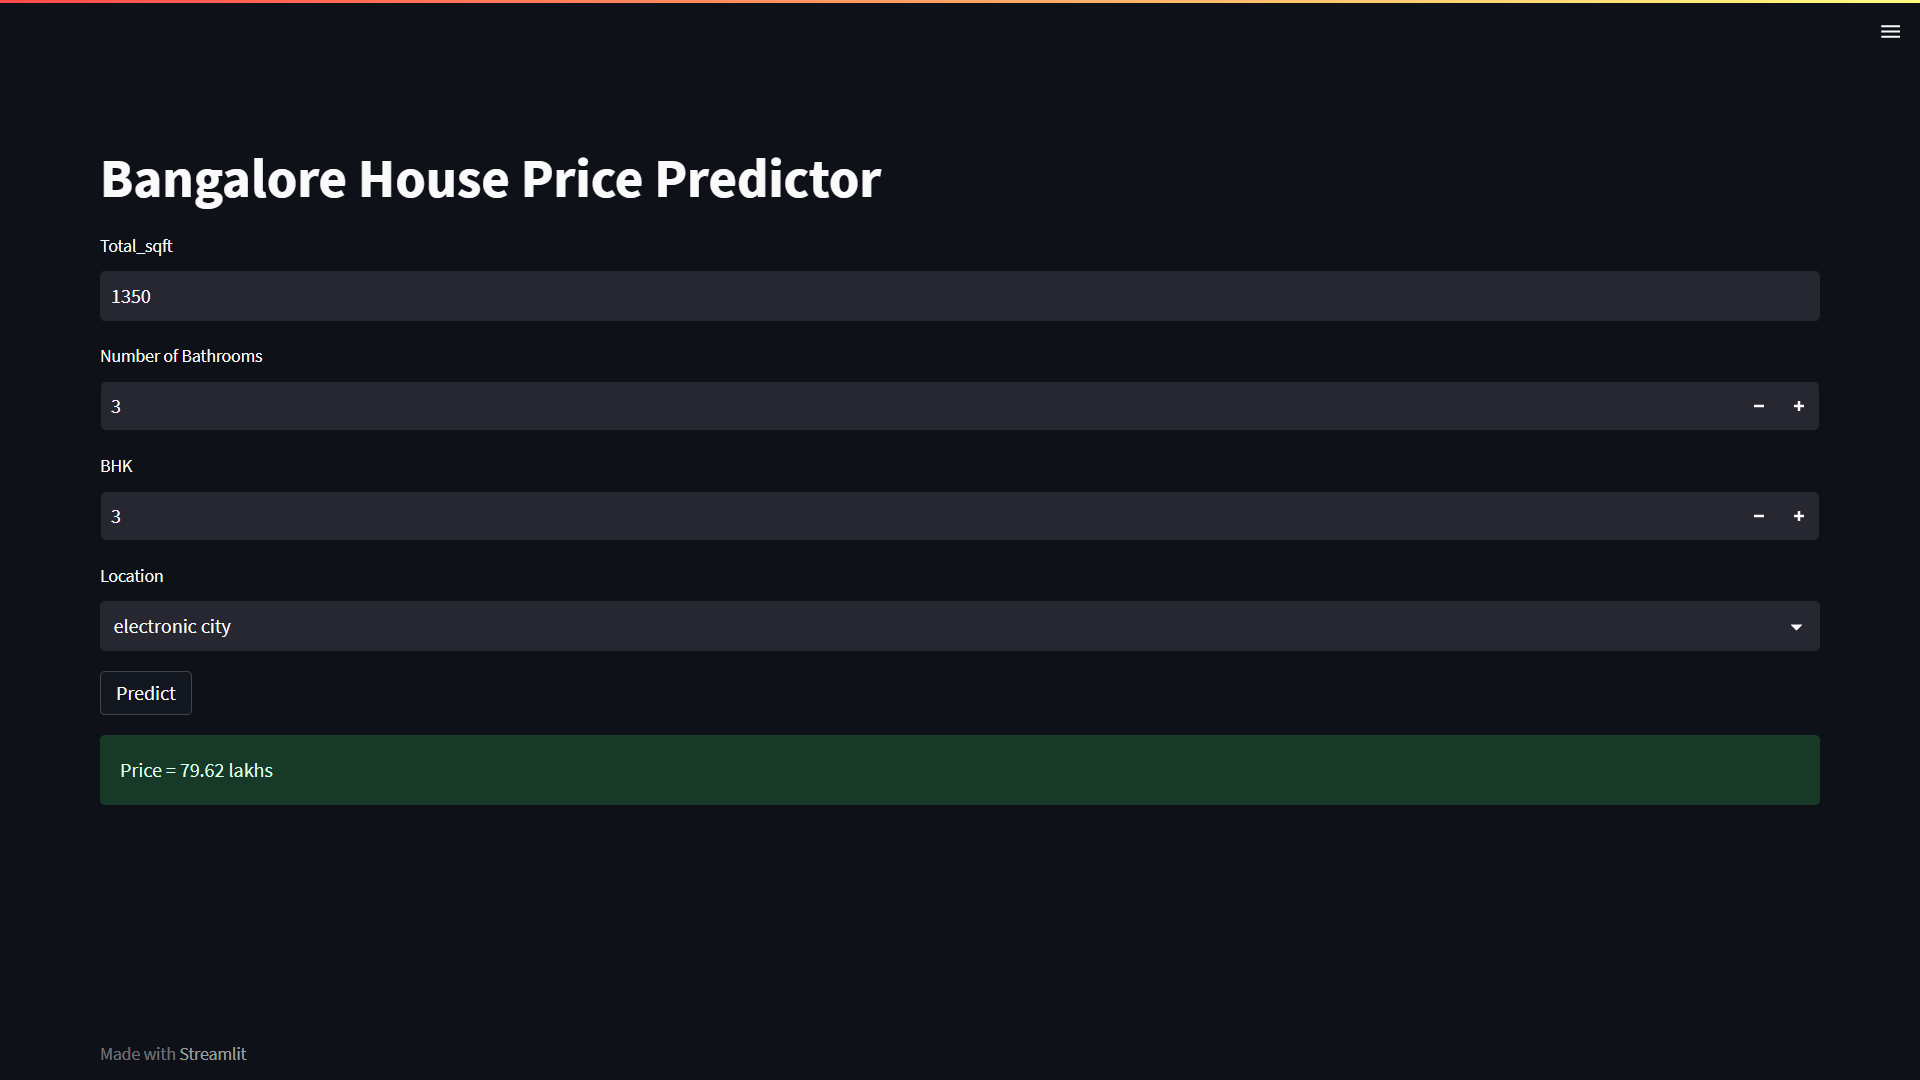 Bangalore House Price Predictor
Total_sqft
1350
Number of Bathrooms
3
BHK
3
Location
electronic city
Predict
Price = 79.62 lakhs
Made with Streamlit